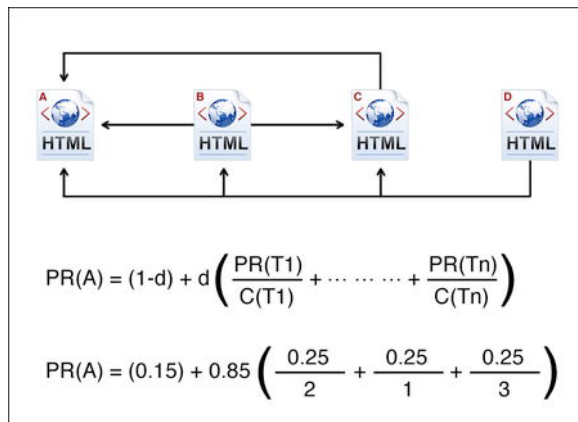 A B C D
< > < > < > < >
HTML HTML HTML HTML
PR(A) = (1-d) + d ( PR(T1)/C(T1) + ... ... ... + PR(Tn)/C(Tn) )
PR(A) = (0.15) + 0.85 ( 0.25/2 + 0.25/1 + 0.25/3 )